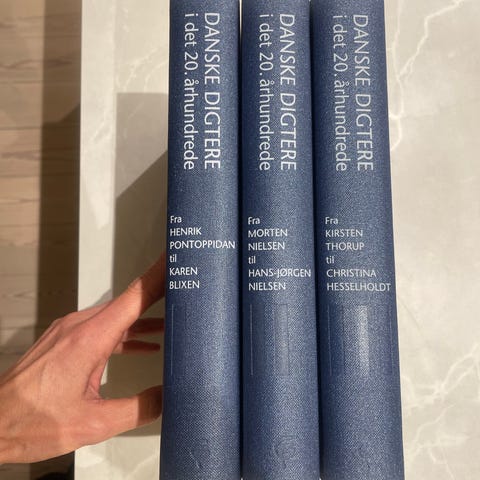 DANSKE DIGTERE
i det 20. århundrede
Fra
HENRIK
PONTOPPIDAN
til
KAREN
BLIXEN
DANSKE DIGTERE
i det 20. århundrede
Fra
MORTEN
NIELSEN
til
HANS-JØRGEN
NIELSEN
DANSKE DIGTERE
i det 20. århundrede
Fra
KIRSTEN
THORUP
til
CHRISTINA
HESSELHOLDT